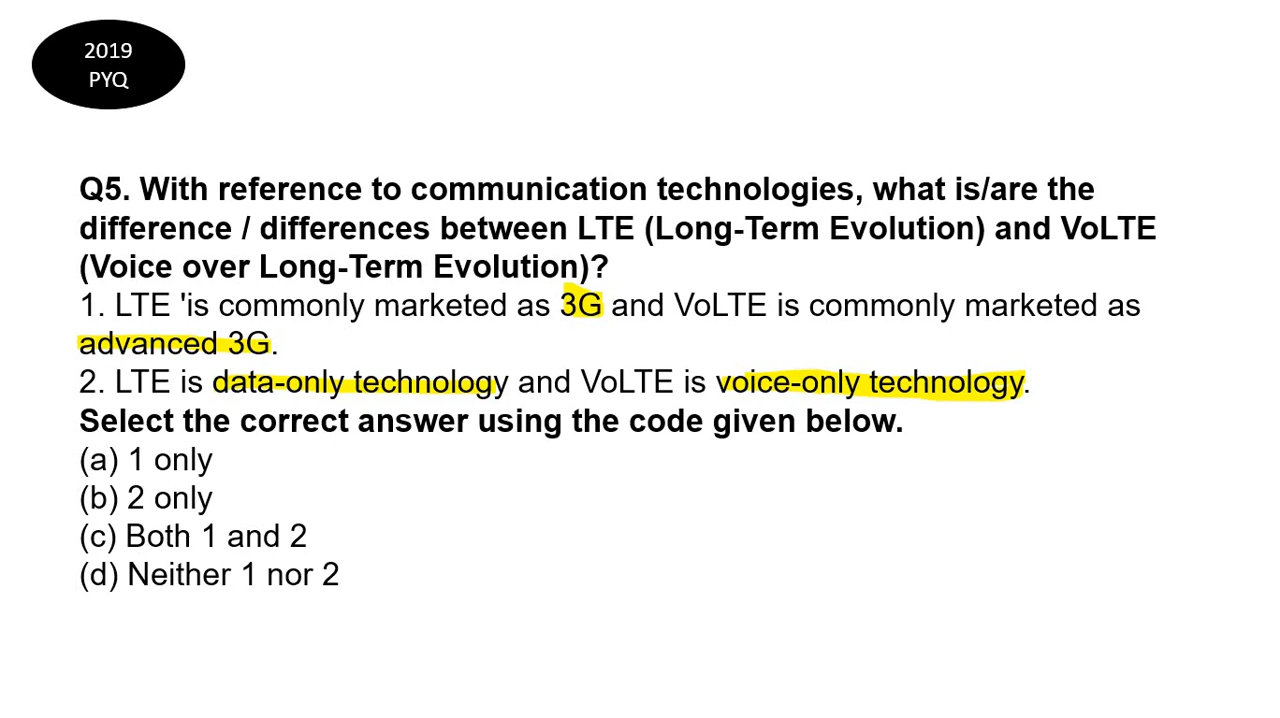 2019
PYQ
Q5. With reference to communication technologies, what is/are the
difference / differences between LTE (Long-Term Evolution) and VoLTE
(Voice over Long-Term Evolution)?
1. LTE 'is commonly marketed as 3G and VoLTE is commonly marketed as
advanced 3G.
2. LTE is data-only technology and VoLTE is voice-only technology.
Select the correct answer using the code given below.
(a) 1 only
(b) 2 only
(c) Both 1 and 2
(d) Neither 1 nor 2